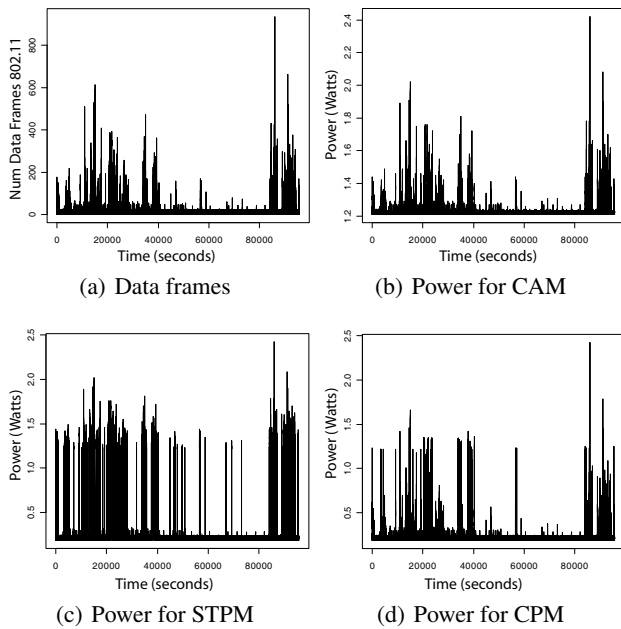 Num Data Frames 802.11
0 200 400 600 800
0 20000 40000 60000 80000
Time (seconds)
(a) Data frames
Power (Watts)
1.2 1.4 1.6 1.8 2.0 2.2 2.4
0 20000 40000 60000 80000
Time (seconds)
(b) Power for CAM
Power (Watts)
0.5 1.0 1.5 2.0 2.5
0 20000 40000 60000 80000
Time (seconds)
(c) Power for STPM
Power (Watts)
0.5 1.0 1.5 2.0 2.5
0 20000 40000 60000 80000
Time (seconds)
(d) Power for CPM